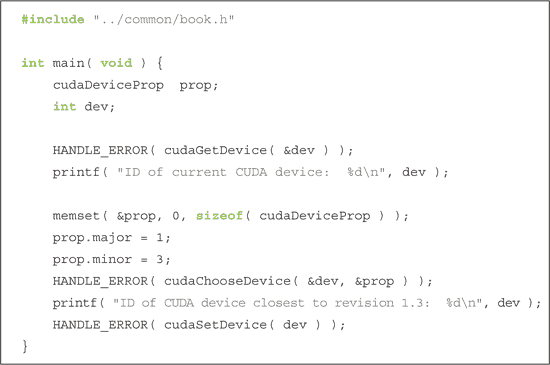 #include "../common/book.h"
int main( void ) {
    cudaDeviceProp  prop;
    int dev;
    HANDLE_ERROR( cudaGetDevice( &dev ) );
    printf( "ID of current CUDA device:  %d\n", dev );
    memset( &prop, 0, sizeof( cudaDeviceProp ) );
    prop.major = 1;
    prop.minor = 3;
    HANDLE_ERROR( cudaChooseDevice( &dev, &prop ) );
    printf( "ID of CUDA device closest to revision 1.3:  %d\n", dev );
    HANDLE_ERROR( cudaSetDevice( dev ) );
}